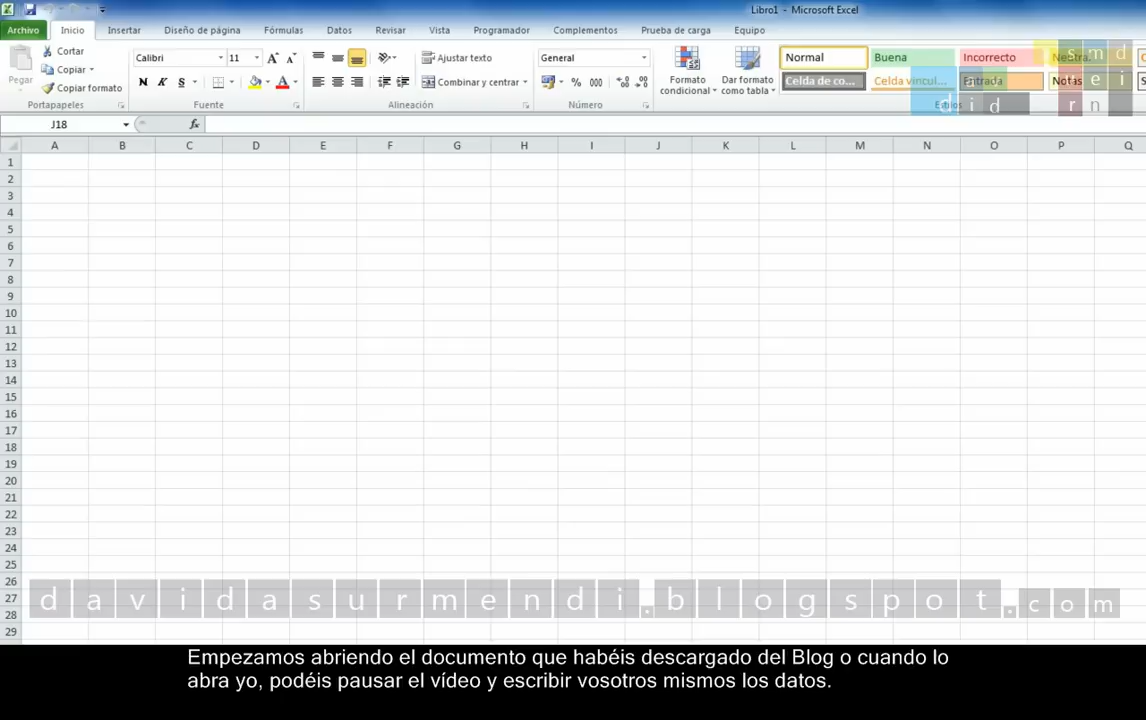 Libro1 - Microsoft Excel
Archivo Inicio Insertar Diseño de página Fórmulas Datos Revisar Vista Programador Complementos Prueba de carga Equipo
Pegar
Cortar
Copiar
Copiar formato
Portapapeles
Calibri 11
N K S
Fuente
Ajustar texto
Combinar y centrar
Alineación
General
% 000
Número
Formato condicional
Dar formato como tabla
Normal Buena Incorrecto Neutral
Celda de co... Celda vincul... Entrada Notas
Estilos
J18 fx
A B C D E F G H I J K L M N O P Q
1
2
3
4
5
6
7
8
9
10
11
12
13
14
15
16
17
18
19
20
21
22
23
24
25
26
27
28
29
davidasurmendi.blogspot.com
Empezamos abriendo el documento que habéis descargado del Blog o cuando lo
abra yo, podéis pausar el vídeo y escribir vosotros mismos los datos.